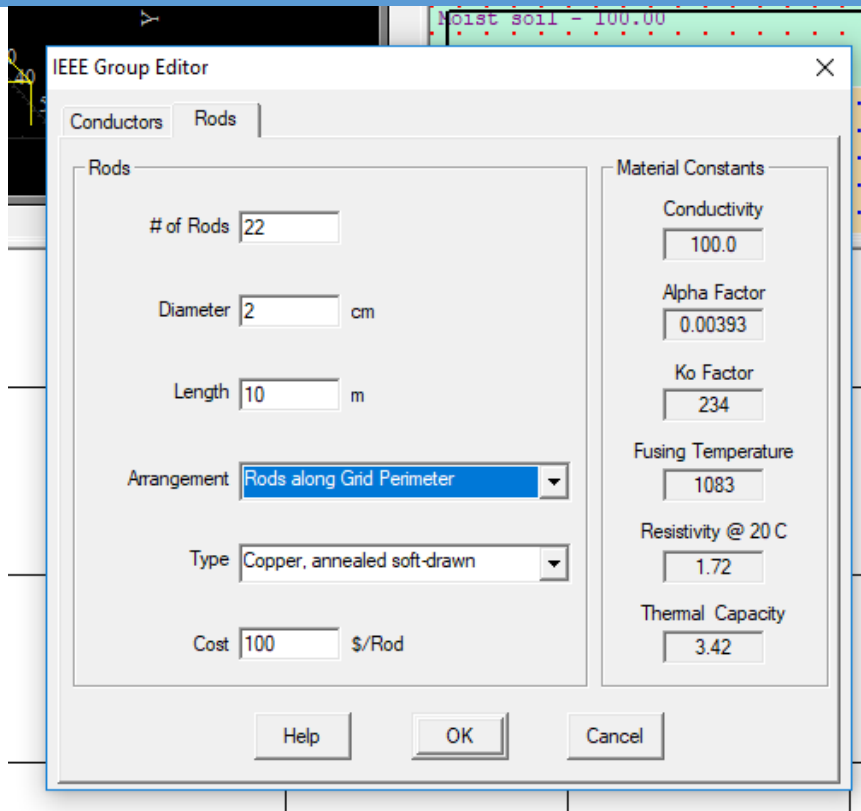 Y
Moist soil - 100.00
40
IEEE Group Editor
Conductors Rods
Rods
# of Rods 22
Diameter 2 cm
Length 10 m
Arrangement Rods along Grid Perimeter
Type Copper, annealed soft-drawn
Cost 100 $/Rod
Material Constants
Conductivity
100.0
Alpha Factor
0.00393
Ko Factor
234
Fusing Temperature
1083
Resistivity @ 20 C
1.72
Thermal Capacity
3.42
Help OK Cancel